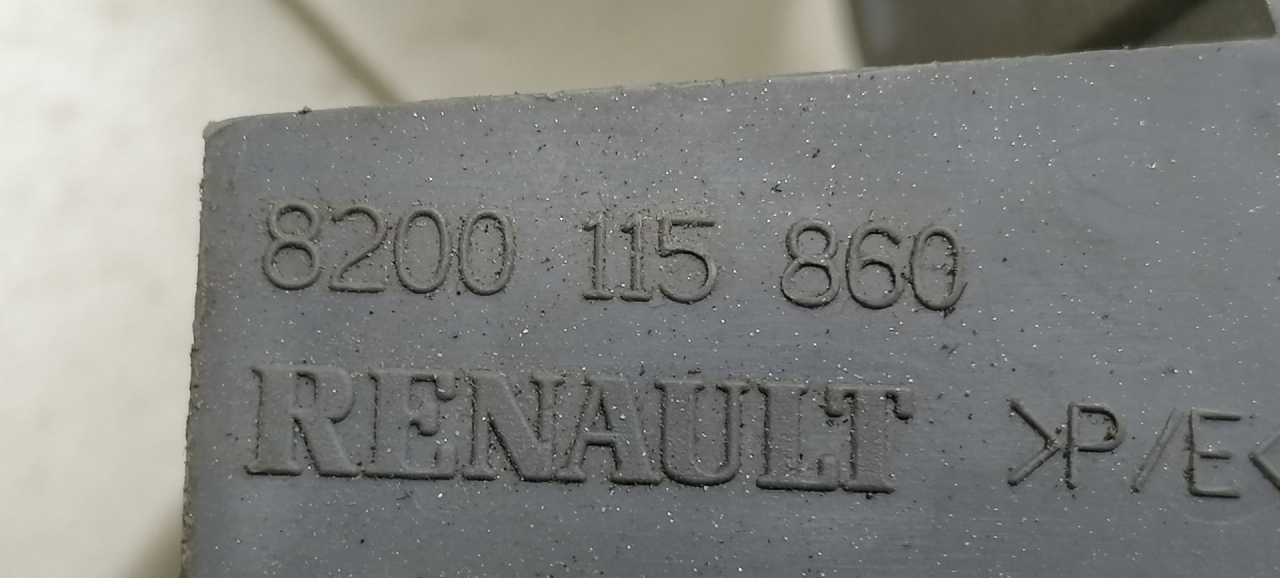 8200 115 860
RENAULT >P/E<